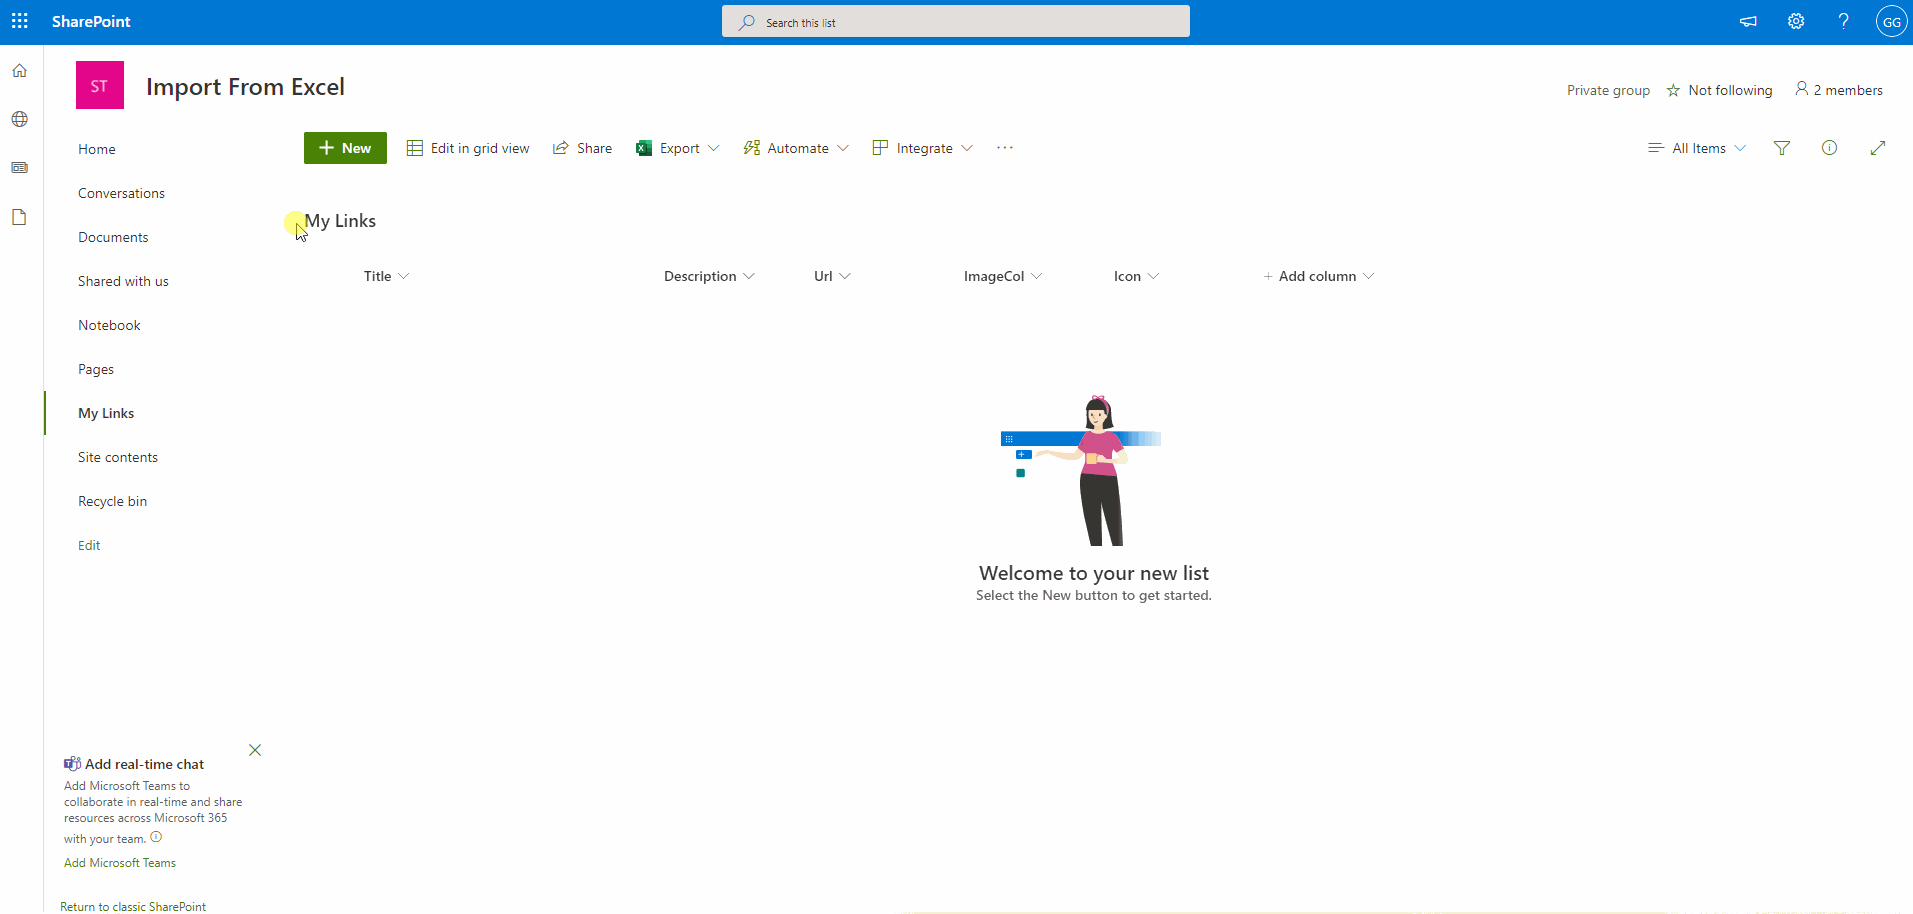 SharePoint
Search this list
GG
ST
Import From Excel
Private group
Not following
2 members
Home
Conversations
Documents
Shared with us
Notebook
Pages
My Links
Site contents
Recycle bin
Edit
+ New
Edit in grid view
Share
Export
Automate
Integrate
···
All Items
My Links
Title
Description
Url
ImageCol
Icon
+ Add column
Welcome to your new list
Select the New button to get started.
Add real-time chat
Add Microsoft Teams to
collaborate in real-time and share
resources across Microsoft 365
with your team.
Add Microsoft Teams
Return to classic SharePoint